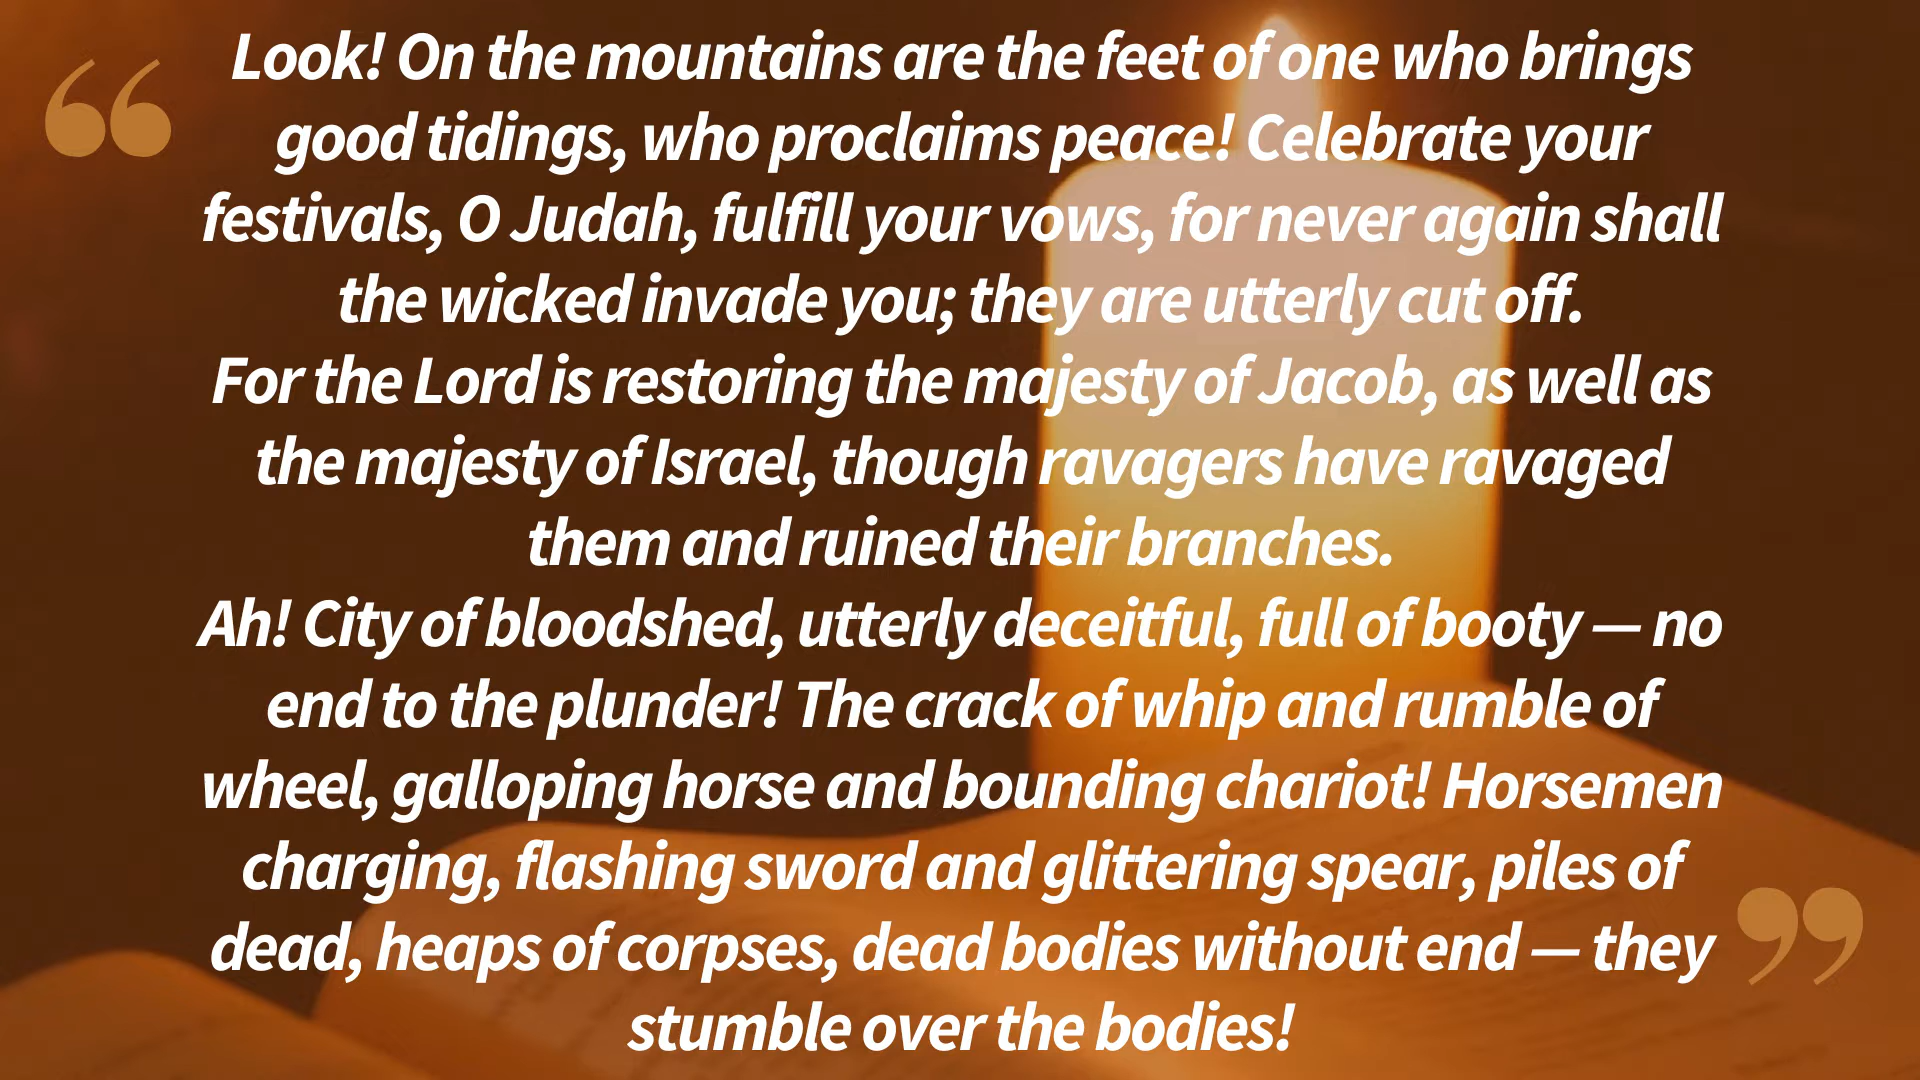 “
Look! On the mountains are the feet of one who brings
good tidings, who proclaims peace! Celebrate your
festivals, O Judah, fulfill your vows, for never again shall
the wicked invade you; they are utterly cut off.
For the Lord is restoring the majesty of Jacob, as well as
the majesty of Israel, though ravagers have ravaged
them and ruined their branches.
Ah! City of bloodshed, utterly deceitful, full of booty — no
end to the plunder! The crack of whip and rumble of
wheel, galloping horse and bounding chariot! Horsemen
charging, flashing sword and glittering spear, piles of
dead, heaps of corpses, dead bodies without end — they
stumble over the bodies!
”